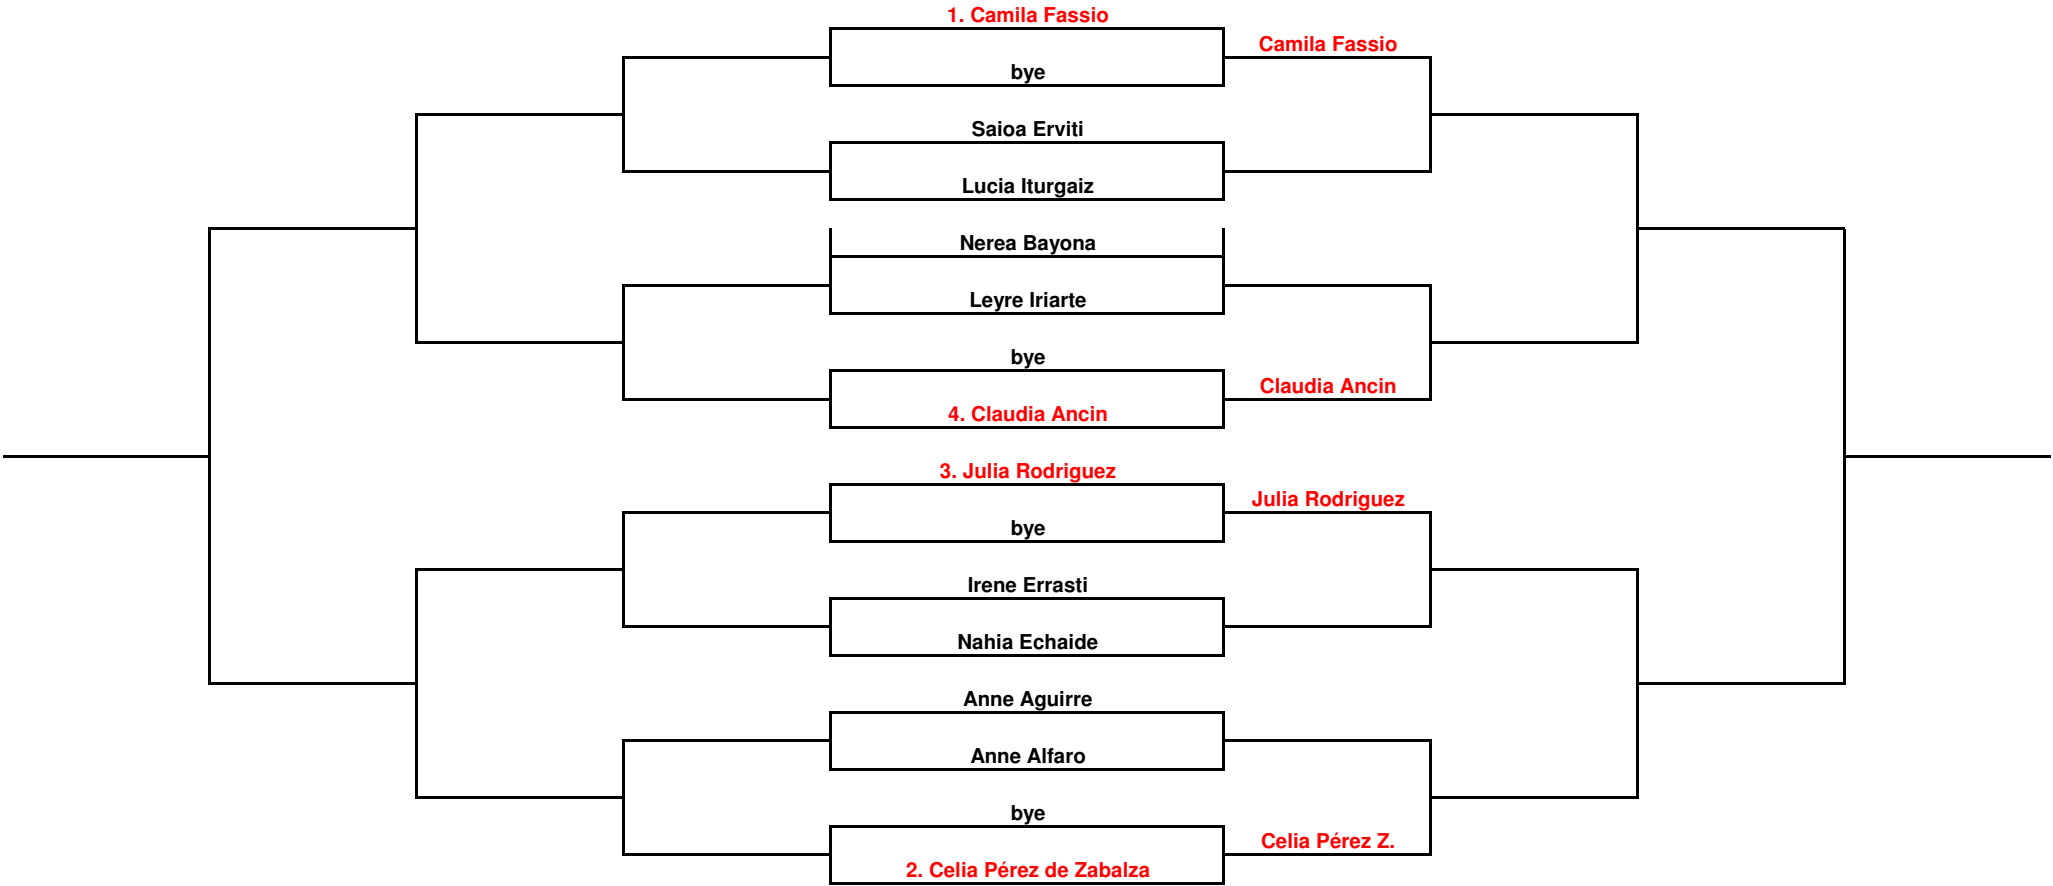 1. Camila Fassio
Camila Fassio
bye
Saioa Erviti
Lucia Iturgaiz
Nerea Bayona
Leyre Iriarte
bye
Claudia Ancin
4. Claudia Ancin
3. Julia Rodriguez
Julia Rodriguez
bye
Irene Errasti
Nahia Echaide
Anne Aguirre
Anne Alfaro
bye
Celia Pérez Z.
2. Celia Pérez de Zabalza